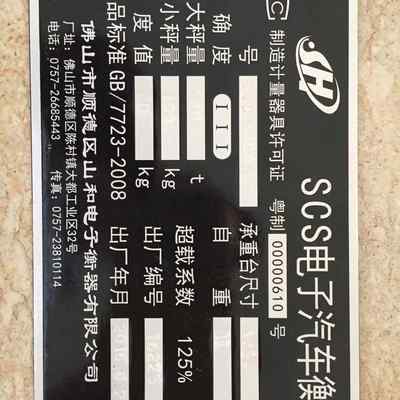 SH
SCS电子汽车衡
制造计量器具许可证 粤制 00000610 号
号 承重台尺寸
确度 III 自重
大秤量 t 超载系数 125%
小秤量 kg 出厂编号
度值 kg 出厂年月
品标准 GB/7723-2008
佛山市顺德区山和电子衡器有限公司
厂址:佛山市顺德区陈村镇大都工业区32号
电话:0757-26685443 传真:0757-23810114